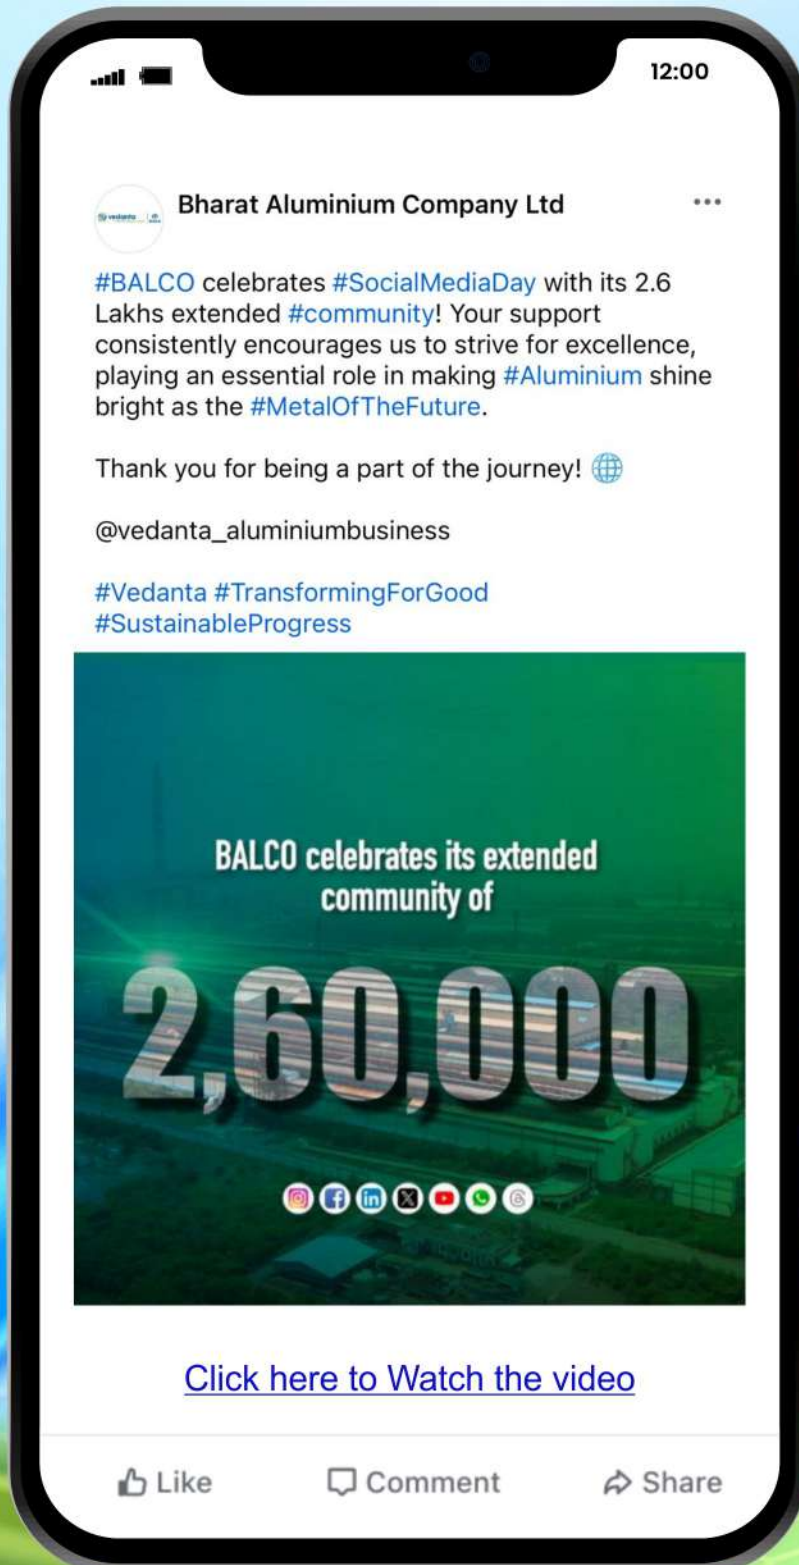 12:00
vedanta
Bharat Aluminium Company Ltd
#BALCO celebrates #SocialMediaDay with its 2.6
Lakhs extended #community! Your support
consistently encourages us to strive for excellence,
playing an essential role in making #Aluminium shine
bright as the #MetalOfTheFuture.
Thank you for being a part of the journey!
@vedanta_aluminiumbusiness
#Vedanta #TransformingForGood
#SustainableProgress
BALCO celebrates its extended
community of
2,60,000
Click here to Watch the video
Like Comment Share